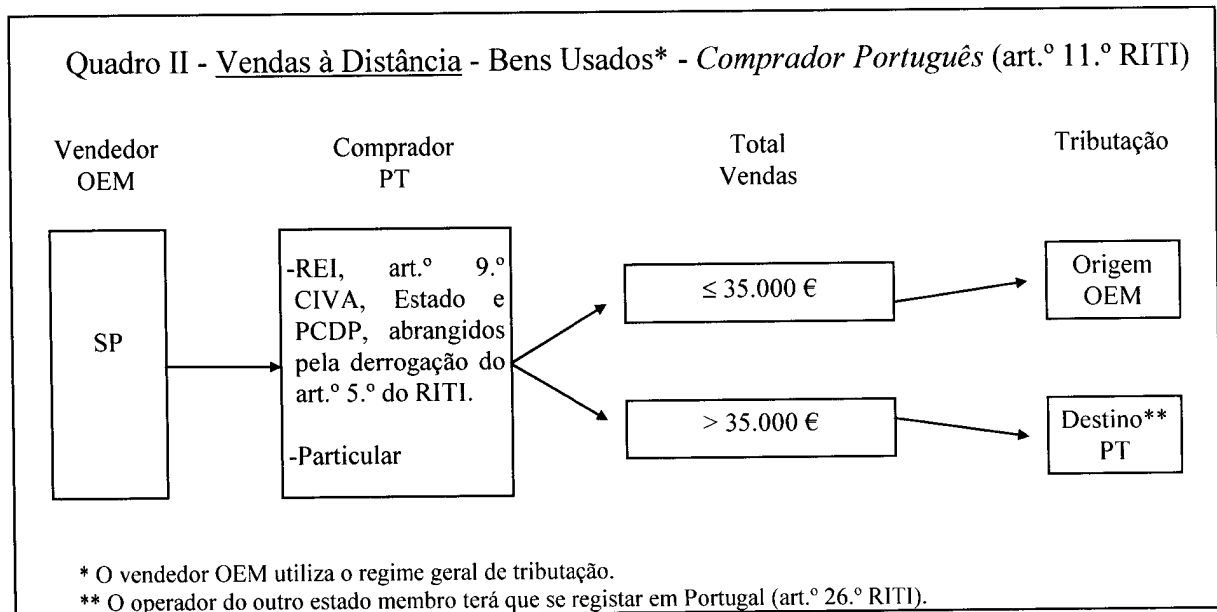 Quadro II - Vendas à Distância - Bens Usados* - Comprador Português (art.º 11.º RITI)
Vendedor
OEM
Comprador
PT
Total
Vendas
Tributação
SP
-REI, art.º 9.º
CIVA, Estado e
PCDP, abrangidos
pela derrogação do
art.º 5.º do RITI.
-Particular
≤ 35.000 €
> 35.000 €
Origem
OEM
Destino**
PT
* O vendedor OEM utiliza o regime geral de tributação.
** O operador do outro estado membro terá que se registar em Portugal (art.º 26.º RITI).